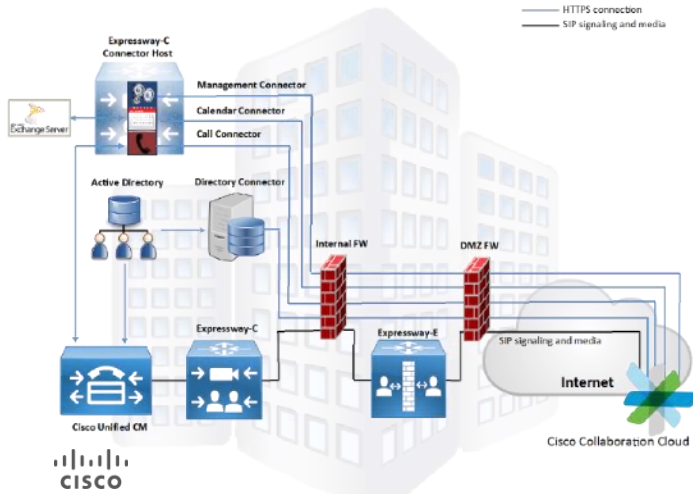 HTTPS connection
SIP signaling and media
Expressway-C
Connector Host
Management Connector
Calendar Connector
Call Connector
Exchange Server
Active Directory
Directory Connector
Internal FW
DMZ FW
Expressway-C
Expressway-E
SIP signaling and media
Internet
Cisco Unified CM
Cisco Collaboration Cloud
CISCO